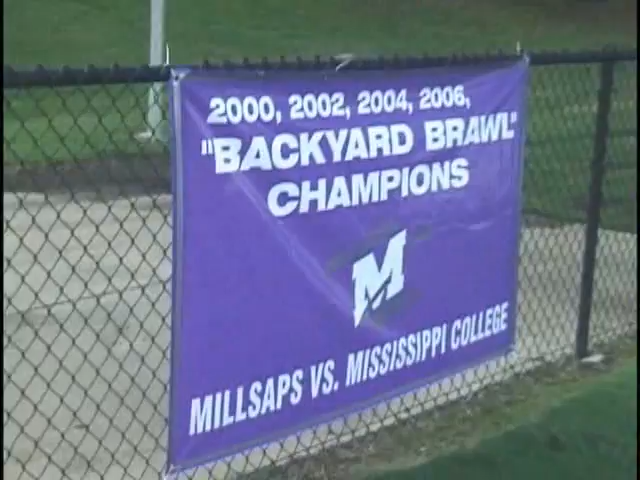 2000, 2002, 2004, 2006,
"BACKYARD BRAWL"
CHAMPIONS
M
MILLSAPS VS. MISSISSIPPI COLLEGE